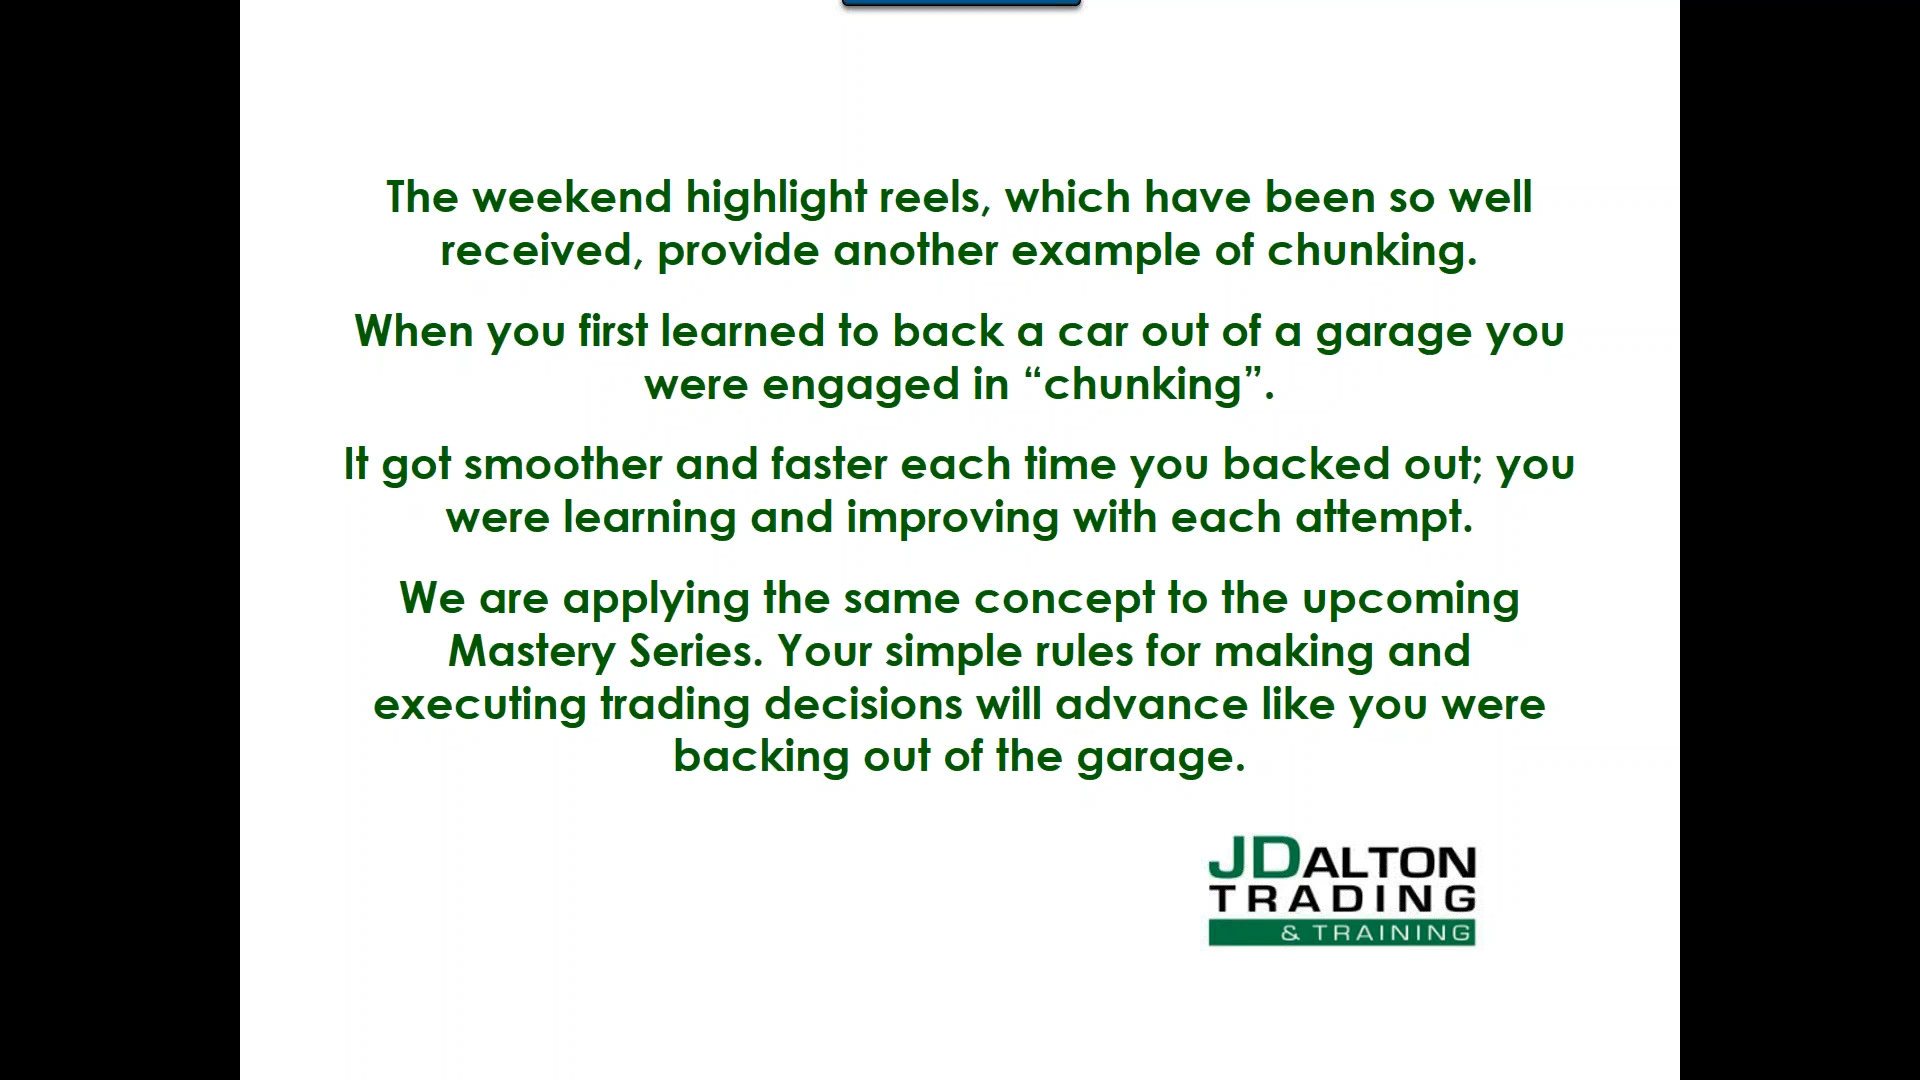 The weekend highlight reels, which have been so well
received, provide another example of chunking.
When you first learned to back a car out of a garage you
were engaged in “chunking”.
It got smoother and faster each time you backed out; you
were learning and improving with each attempt.
We are applying the same concept to the upcoming
Mastery Series. Your simple rules for making and
executing trading decisions will advance like you were
backing out of the garage.
JDALTON
TRADING
& TRAINING